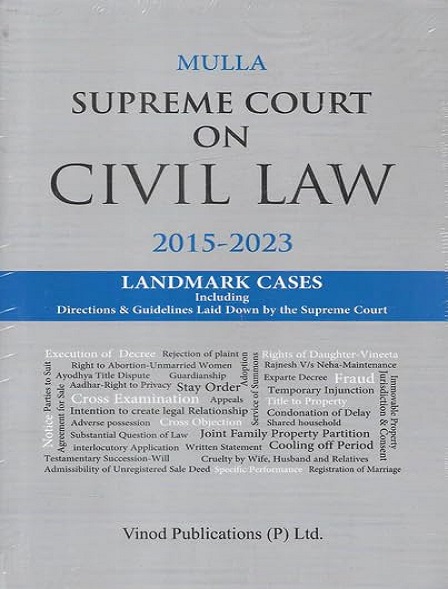 MULLA
SUPREME COURT
ON
CIVIL LAW
2015-2023
LANDMARK CASES
Including
Directions & Guidelines Laid Down by the Supreme Court
Execution of Decree
Rejection of plaint
Adoption
Rights of Daughter-Vineeta
Parties to Suit
Right to Abortion-Unmarried Women
Rajnesh V/s Neha-Maintenance
Ayodhya Title Dispute
Guardianship
Service of Summons
Exparte Decree
Fraud
Jurisdiction & Consent
Immovable Property
Agreement for Sale
Aadhar-Right to Privacy
Stay Order
Temporary Injunction
Cross Examination
Appeals
Title to Property
Notice
Intention to create legal Relationship
Condonation of Delay
Adverse possession
Cross Objection
Shared household
Substantial Question of Law
Joint Family Property Partition
interlocutory Application
Written Statement
Cooling off Period
Testamentary Succession-Will
Cruelty by Wife, Husband and Relatives
Admissibility of Unregistered Sale Deed
Specific Performance
Registration of Marriage
Vinod Publications (P) Ltd.